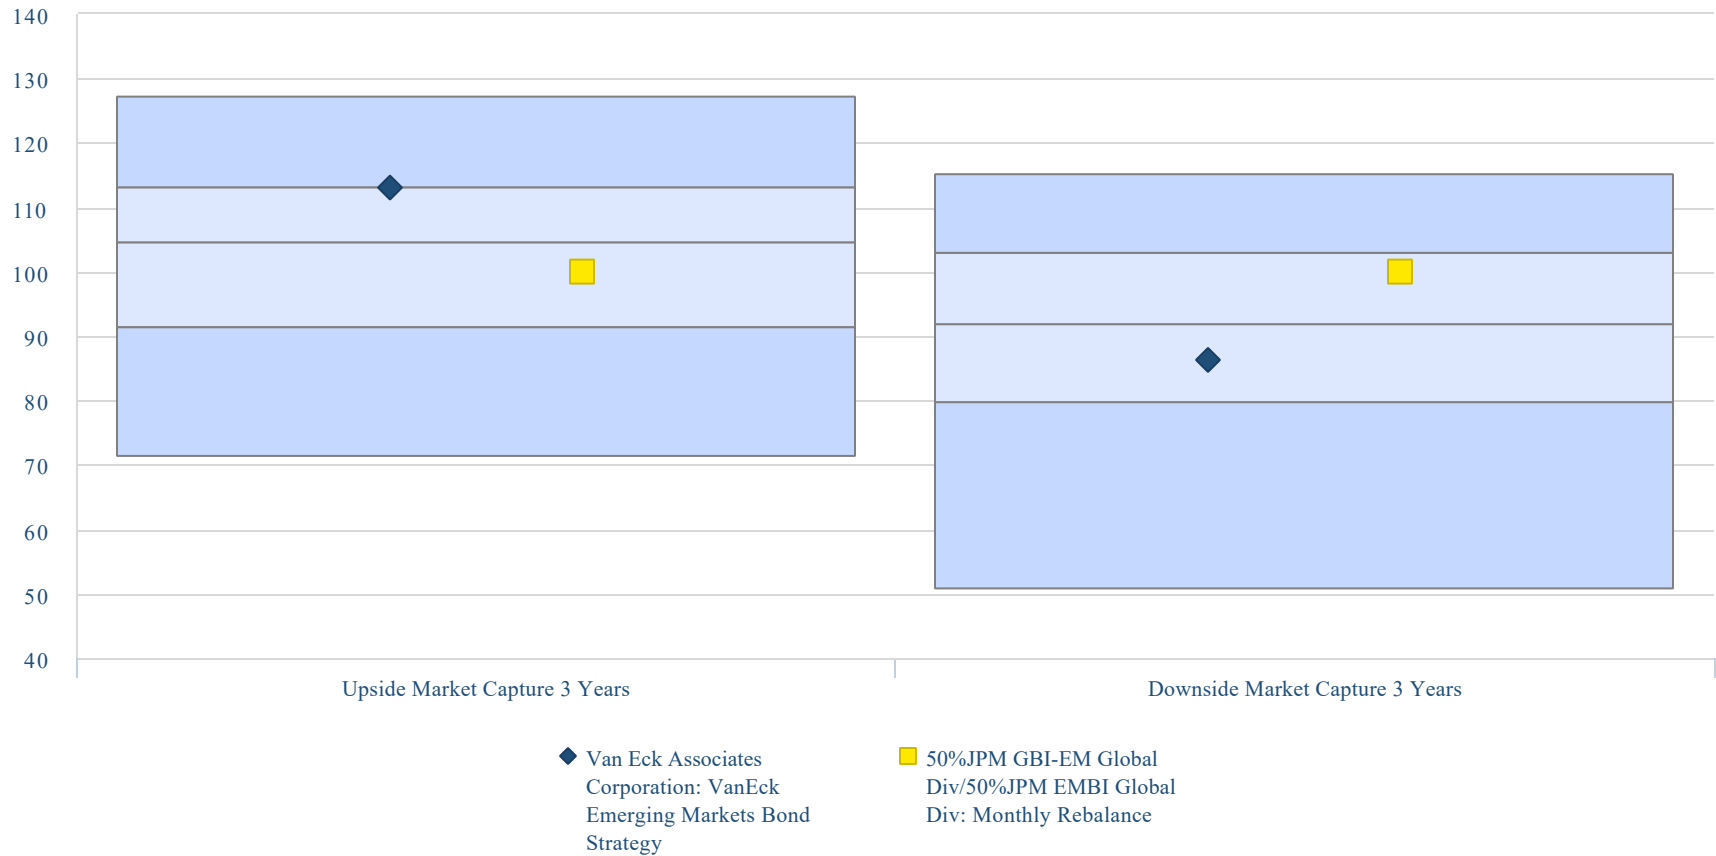 140
130
120
110
100
90
80
70
60
50
40
Upside Market Capture 3 Years
Downside Market Capture 3 Years
Van Eck Associates
Corporation: VanEck
Emerging Markets Bond
Strategy
50%JPM GBI-EM Global
Div/50%JPM EMBI Global
Div: Monthly Rebalance